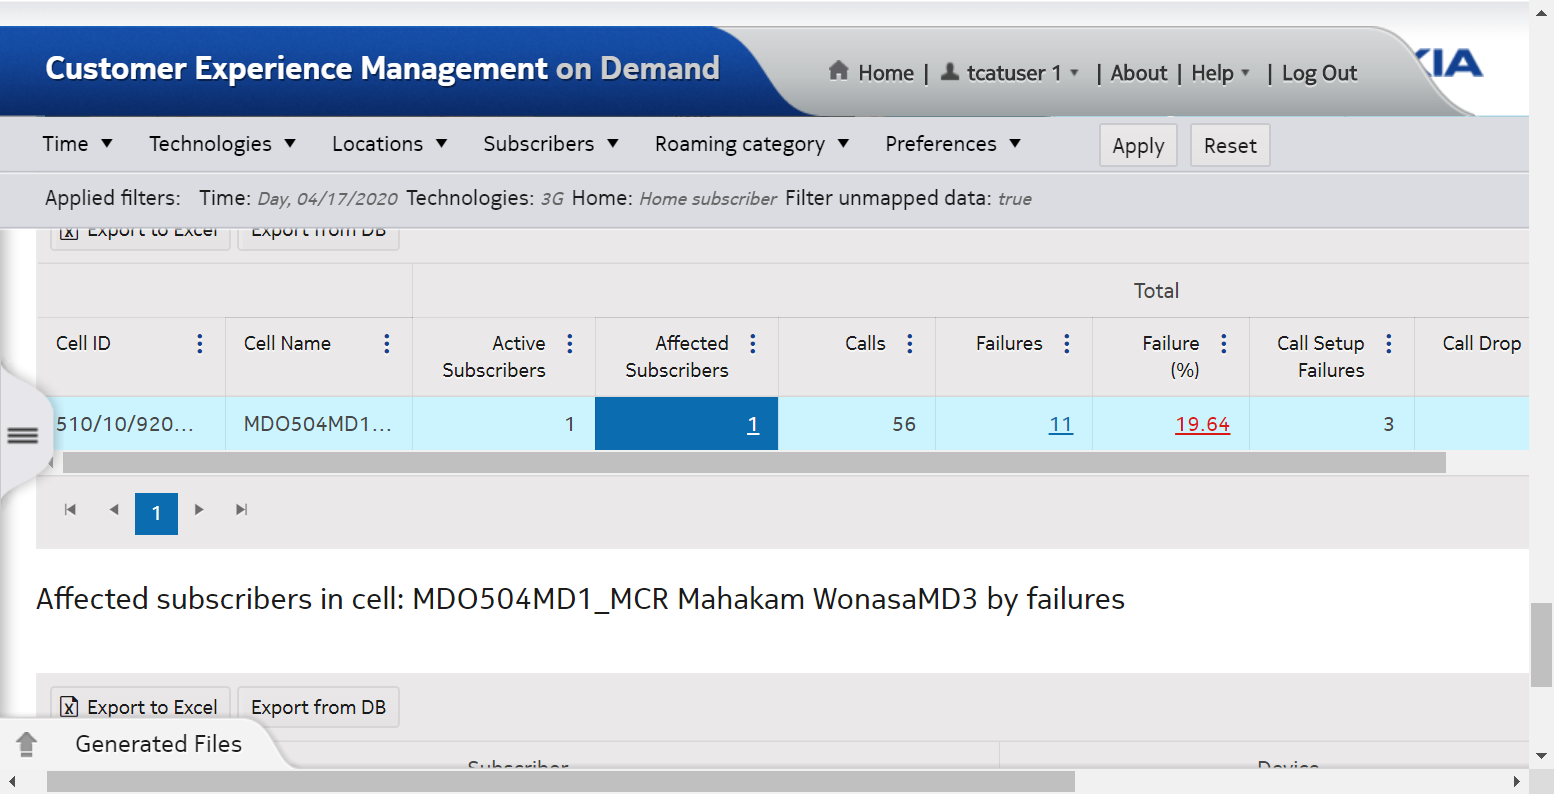 Customer Experience Management on Demand
Home | tcatuser 1 | About | Help | Log Out
KIA
Time Technologies Locations Subscribers Roaming category Preferences Apply Reset
Applied filters: Time: Day, 04/17/2020 Technologies: 3G Home: Home subscriber Filter unmapped data: true
Export to Excel Export from DB
Total
Cell ID Cell Name Active Subscribers Affected Subscribers Calls Failures Failure (%) Call Setup Failures Call Drop
510/10/920... MDO504MD1... 1 1 56 11 19.64 3
1
Affected subscribers in cell: MDO504MD1_MCR Mahakam WonasaMD3 by failures
Export to Excel Export from DB
Generated Files
Subscriber Device